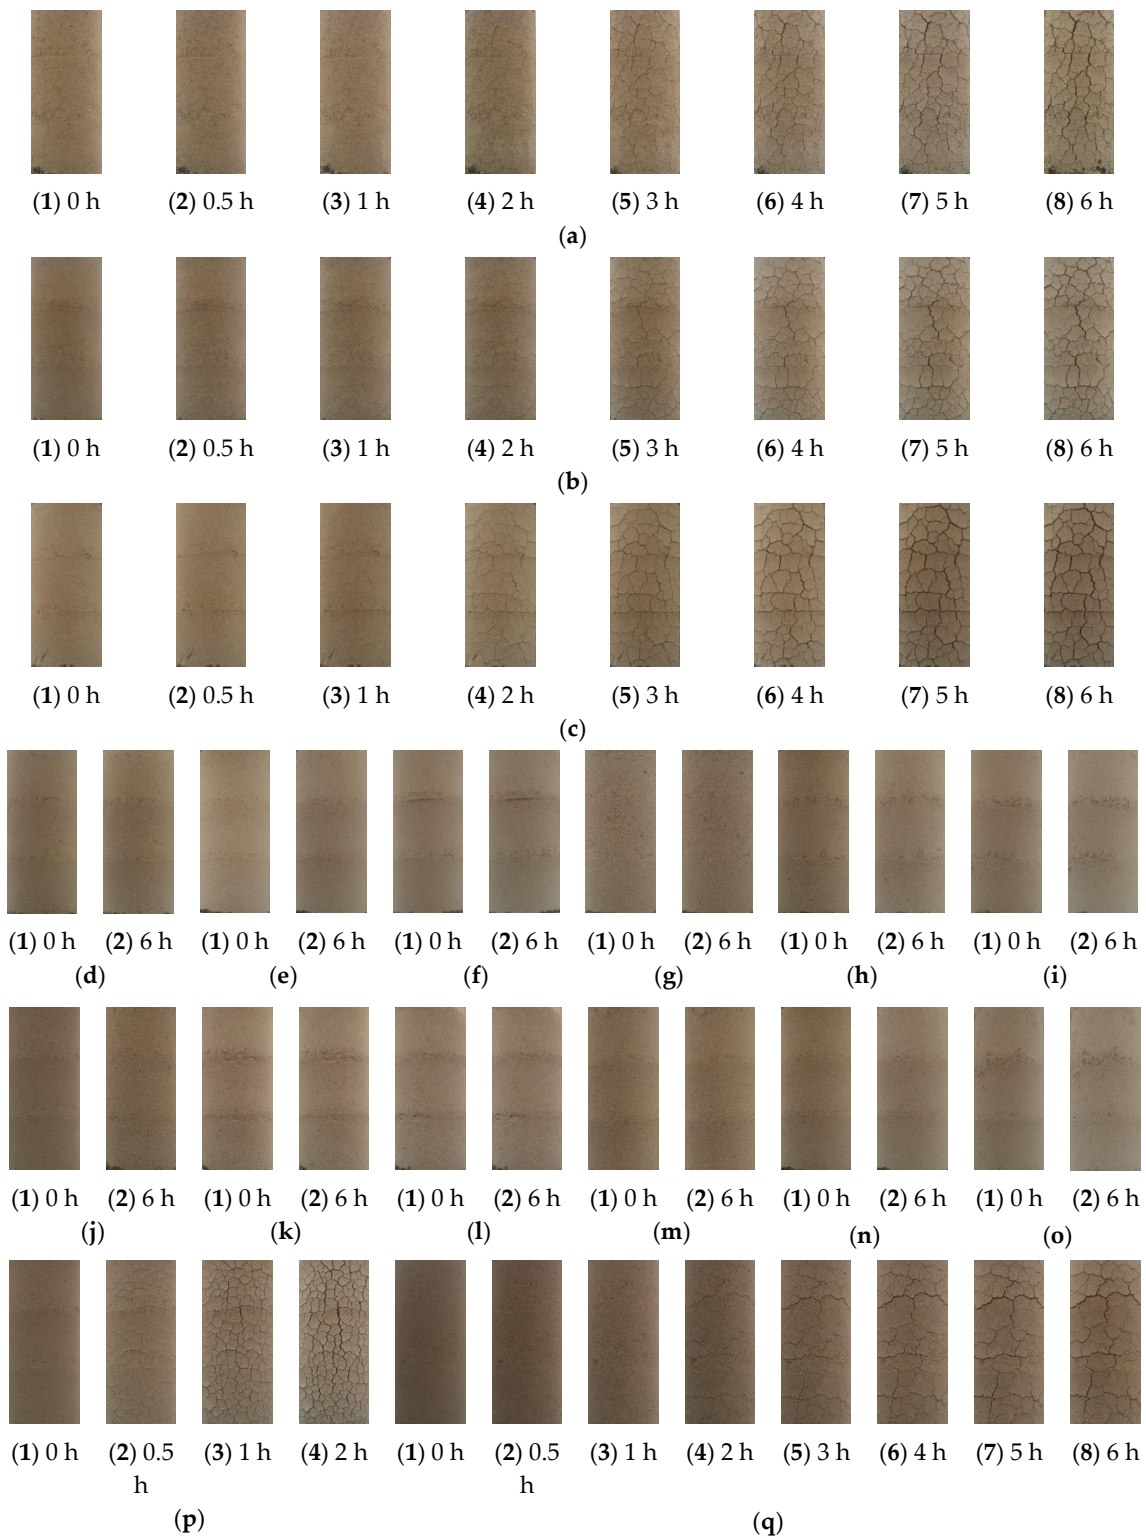 (1) 0 h (2) 0.5 h (3) 1 h (4) 2 h (5) 3 h (6) 4 h (7) 5 h (8) 6 h
(a)
(1) 0 h (2) 0.5 h (3) 1 h (4) 2 h (5) 3 h (6) 4 h (7) 5 h (8) 6 h
(b)
(1) 0 h (2) 0.5 h (3) 1 h (4) 2 h (5) 3 h (6) 4 h (7) 5 h (8) 6 h
(c)
(1) 0 h (2) 6 h (1) 0 h (2) 6 h (1) 0 h (2) 6 h (1) 0 h (2) 6 h (1) 0 h (2) 6 h (1) 0 h (2) 6 h
(d) (e) (f) (g) (h) (i)
(1) 0 h (2) 6 h (1) 0 h (2) 6 h (1) 0 h (2) 6 h (1) 0 h (2) 6 h (1) 0 h (2) 6 h (1) 0 h (2) 6 h
(j) (k) (l) (m) (n) (o)
(1) 0 h (2) 0.5 (3) 1 h (4) 2 h (1) 0 h (2) 0.5 (3) 1 h (4) 2 h (5) 3 h (6) 4 h (7) 5 h (8) 6 h
h h
(p) (q)